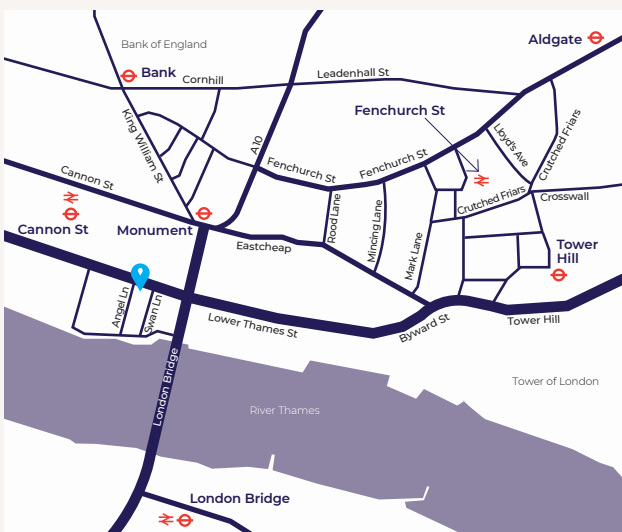 Bank of England
Aldgate
Bank
Cornhill
Leadenhall St
Fenchurch St
King William St
A10
Lloyd's Ave
Crutched Friars
Fenchurch St
Fenchurch St
Cannon St
Crutched Friars
Crosswall
Rood Lane
Mincing Lane
Mark Lane
Cannon St
Monument
Eastcheap
Tower
Hill
Angel Ln
Swan Ln
Lower Thames St
Byward St
Tower Hill
London Bridge
Tower of London
River Thames
London Bridge